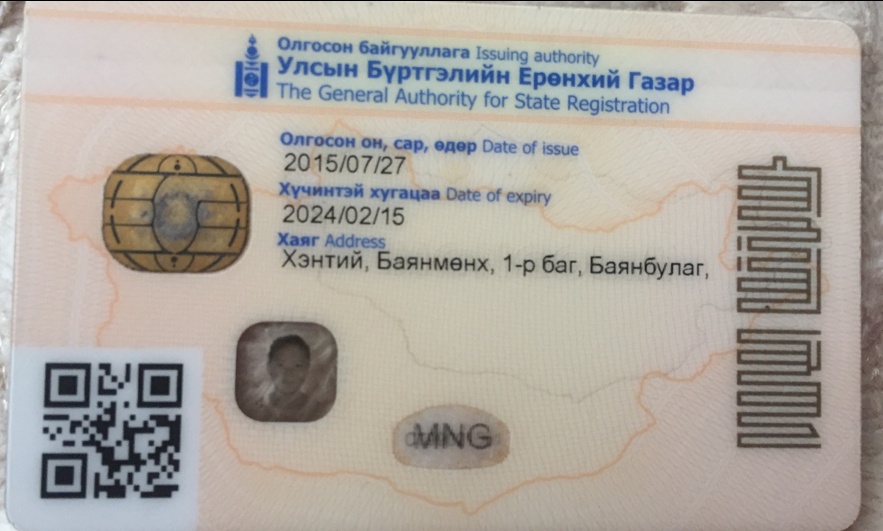 Олгосон байгууллага Issuing authority
Улсын Бүртгэлийн Ерөнхий Газар
The General Authority for State Registration
Олгосон он, сар, өдөр Date of issue
2015/07/27
Хүчинтэй хугацаа Date of expiry
2024/02/15
Хаяг Address
Хэнтий, Баянмөнх, 1-р баг, Баянбулаг,
MNG